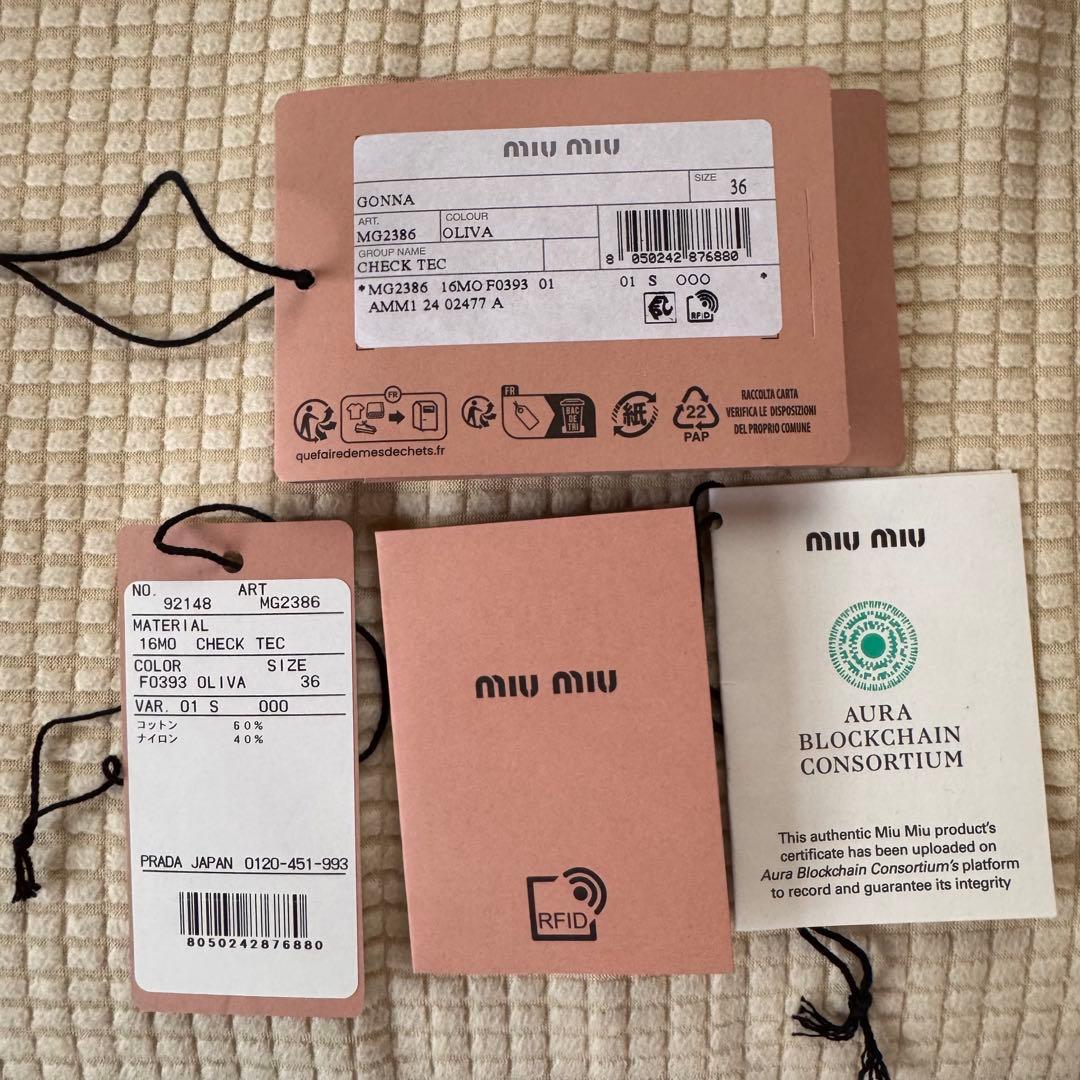 miu miu
GONNA
SIZE
36
ART.
MG2386
COLOUR
OLIVA
GROUP NAME
CHECK TEC
8 050242 876880
*MG2386 16MO F0393 01 01 S 000 *
AMM1 24 02477 A
RFID
FR
quefairedemesdechets.fr
FR
BAC
DE
TRI
紙
22
PAP
RACCOLTA CARTA
VERIFICA LE DISPOSIZIONI
DEL PROPRIO COMUNE
NO. ART
92148 MG2386
MATERIAL
16MO CHECK TEC
COLOR SIZE
F0393 OLIVA 36
VAR. 01 S 000
コットン 60%
ナイロン 40%
PRADA JAPAN 0120-451-993
8050242876880
miu miu
RFID
miu miu
AURA
BLOCKCHAIN
CONSORTIUM
This authentic Miu Miu product's
certificate has been uploaded on
Aura Blockchain Consortium's platform
to record and guarantee its integrity